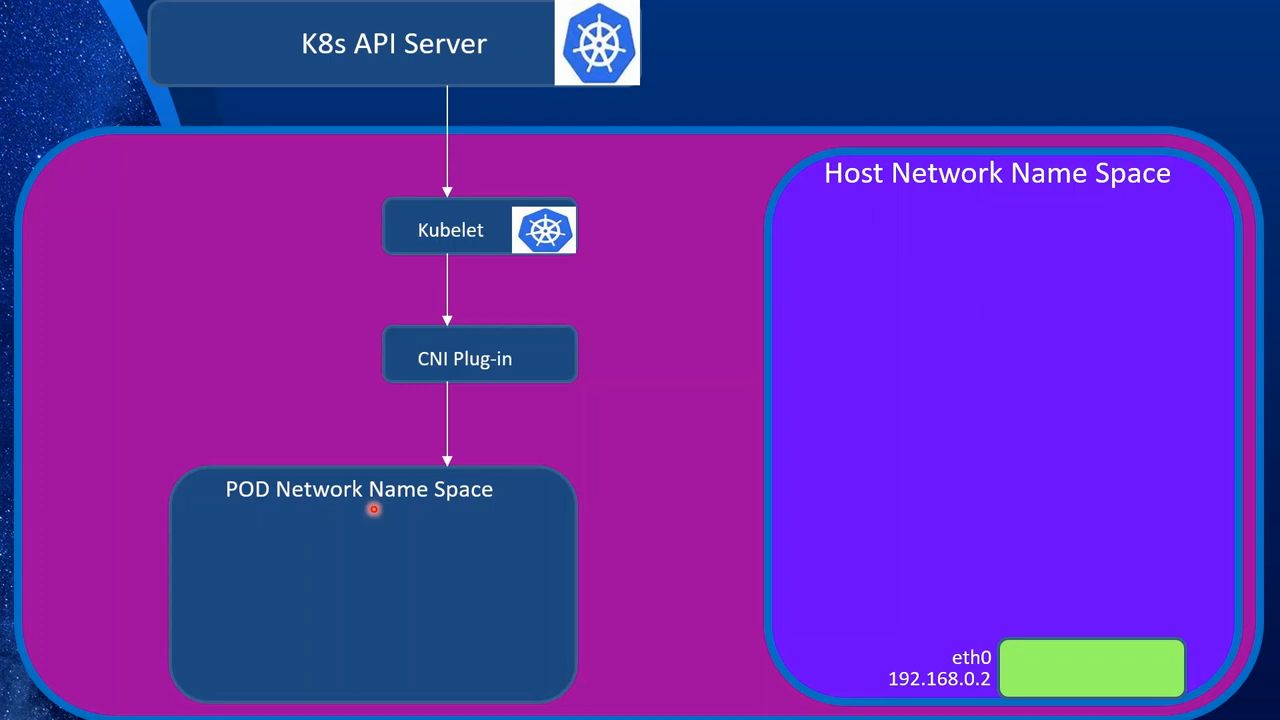 K8s API Server
Host Network Name Space
Kubelet
CNI Plug-in
POD Network Name Space
eth0
192.168.0.2